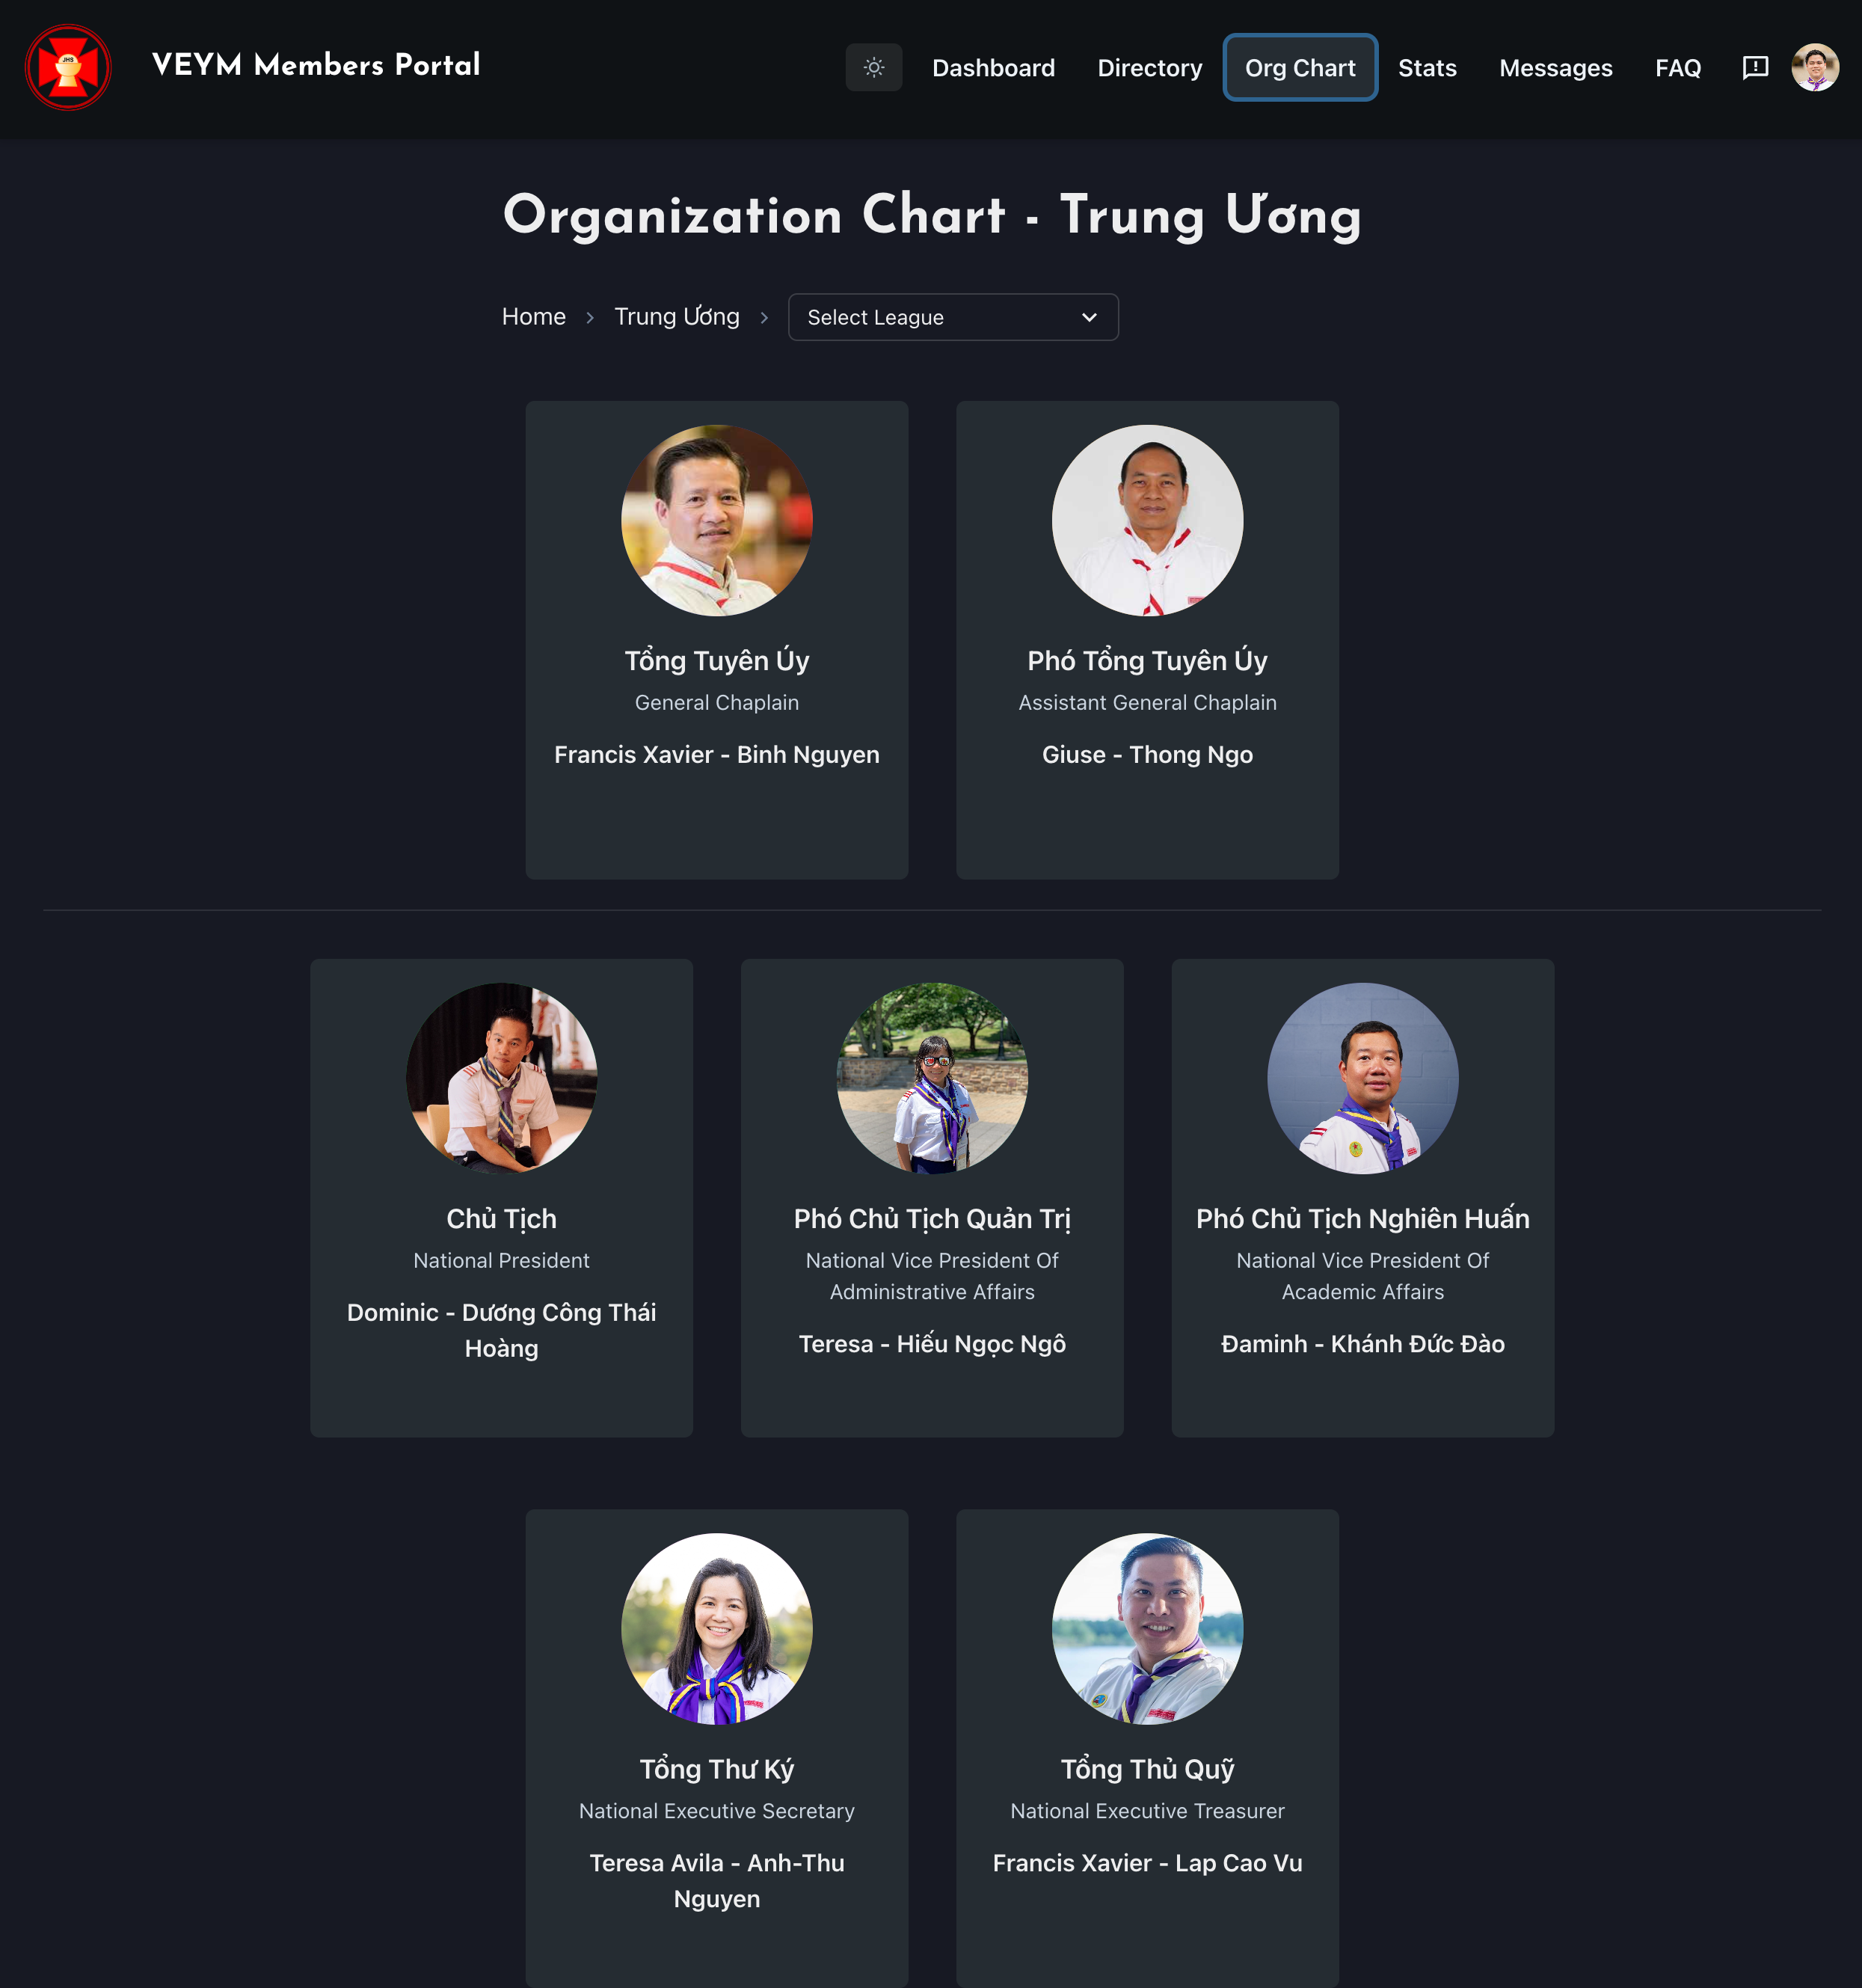 JHS
VEYM Members Portal
Dashboard
Directory
Org Chart
Stats
Messages
FAQ
Organization Chart - Trung Ương
Home
Trung Ương
Select League
Tổng Tuyên Úy
General Chaplain
Francis Xavier - Binh Nguyen
Phó Tổng Tuyên Úy
Assistant General Chaplain
Giuse - Thong Ngo
Chủ Tịch
National President
Dominic - Dương Công Thái
Hoàng
Phó Chủ Tịch Quản Trị
National Vice President Of
Administrative Affairs
Teresa - Hiếu Ngọc Ngô
Phó Chủ Tịch Nghiên Huấn
National Vice President Of
Academic Affairs
Đaminh - Khánh Đức Đào
Tổng Thư Ký
National Executive Secretary
Teresa Avila - Anh-Thu
Nguyen
Tổng Thủ Quỹ
National Executive Treasurer
Francis Xavier - Lap Cao Vu